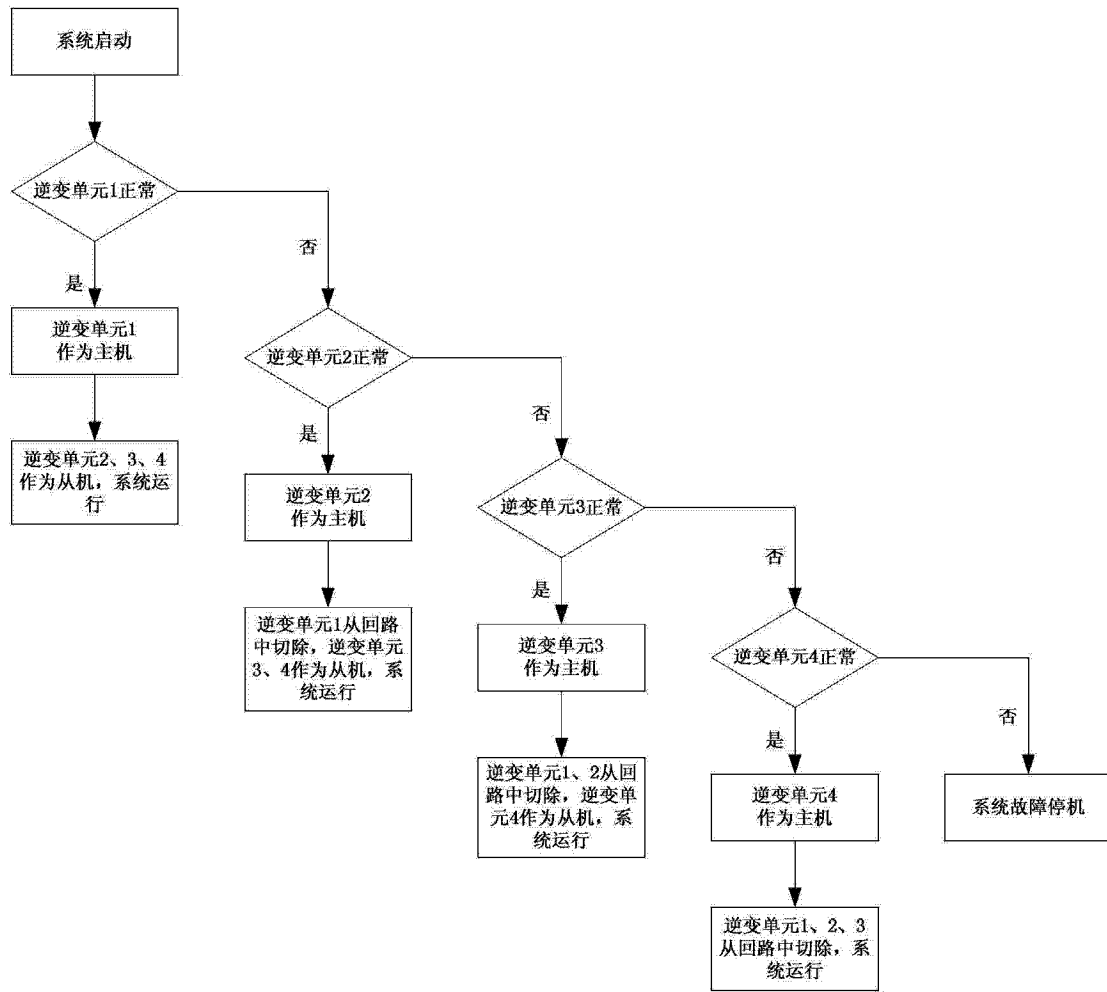 系统启动
逆变单元1正常
否
是
逆变单元1
作为主机
逆变单元2正常
否
是
逆变单元2、3、4
作为从机，系统运
行
逆变单元2
作为主机
逆变单元3正常
否
是
逆变单元1从回路
中切除，逆变单元
3、4作为从机，系
统运行
逆变单元3
作为主机
逆变单元4正常
否
是
逆变单元1、2从回
路中切除，逆变单
元4作为从机，系
统运行
逆变单元4
作为主机
系统故障停机
逆变单元1、2、3
从回路中切除，系
统运行